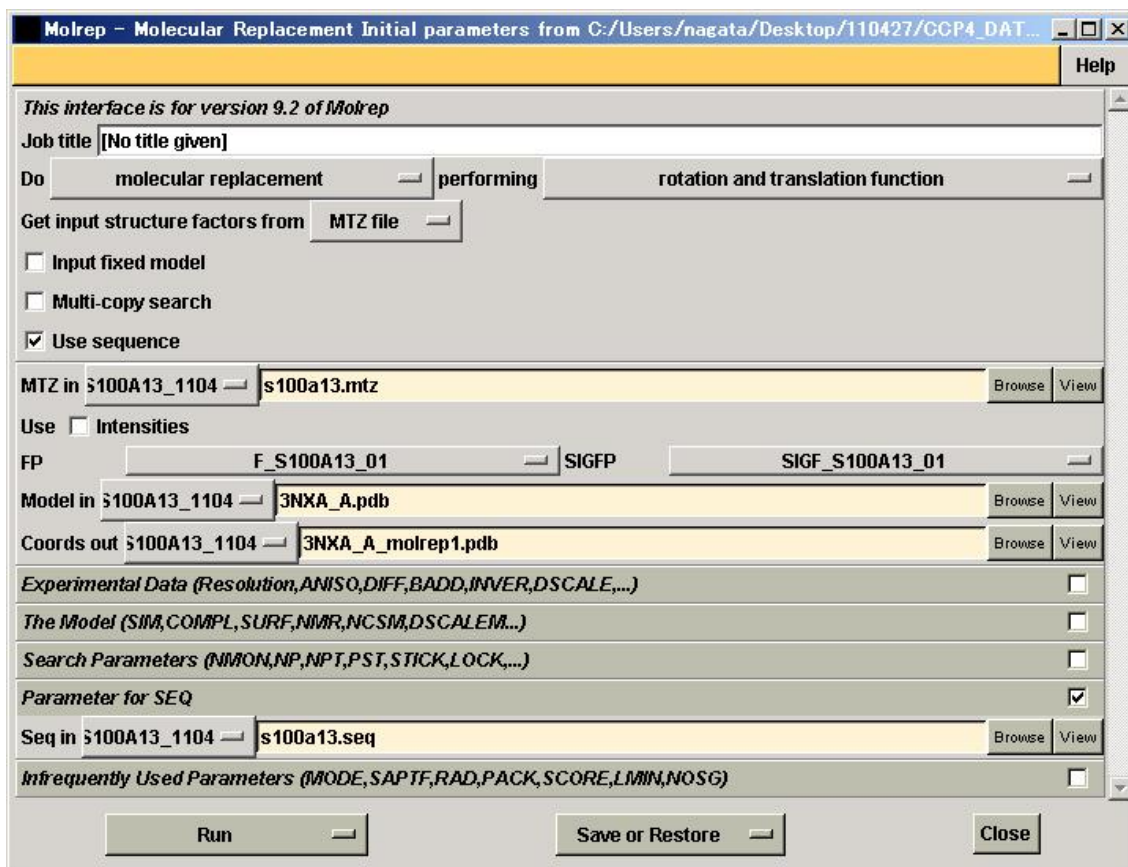 Molrep - Molecular Replacement Initial parameters from C:/Users/nagata/Desktop/110427/CCP4_DAT...
Help
This interface is for version 9.2 of Molrep
Job title [No title given]
Do molecular replacement performing rotation and translation function
Get input structure factors from MTZ file
Input fixed model
Multi-copy search
Use sequence
MTZ in S100A13_1104 s100a13.mtz Browse View
Use Intensities
FP F_S100A13_01 SIGFP SIGF_S100A13_01
Model in S100A13_1104 3NXA_A.pdb Browse View
Coords out S100A13_1104 3NXA_A_molrep1.pdb Browse View
Experimental Data (Resolution,ANISO,DIFF,BADD,INVER,DSCALE,...)
The Model (SIM,COMPL,SURF,NMR,NCSM,DSCALEM...)
Search Parameters (NMON,NP,NPT,PST,STICK,LOCK,...)
Parameter for SEQ
Seq in S100A13_1104 s100a13.seq Browse View
Infrequently Used Parameters (MODE,SAPTF,RAD,PACK,SCORE,LMIN,NOSG)
Run Save or Restore Close